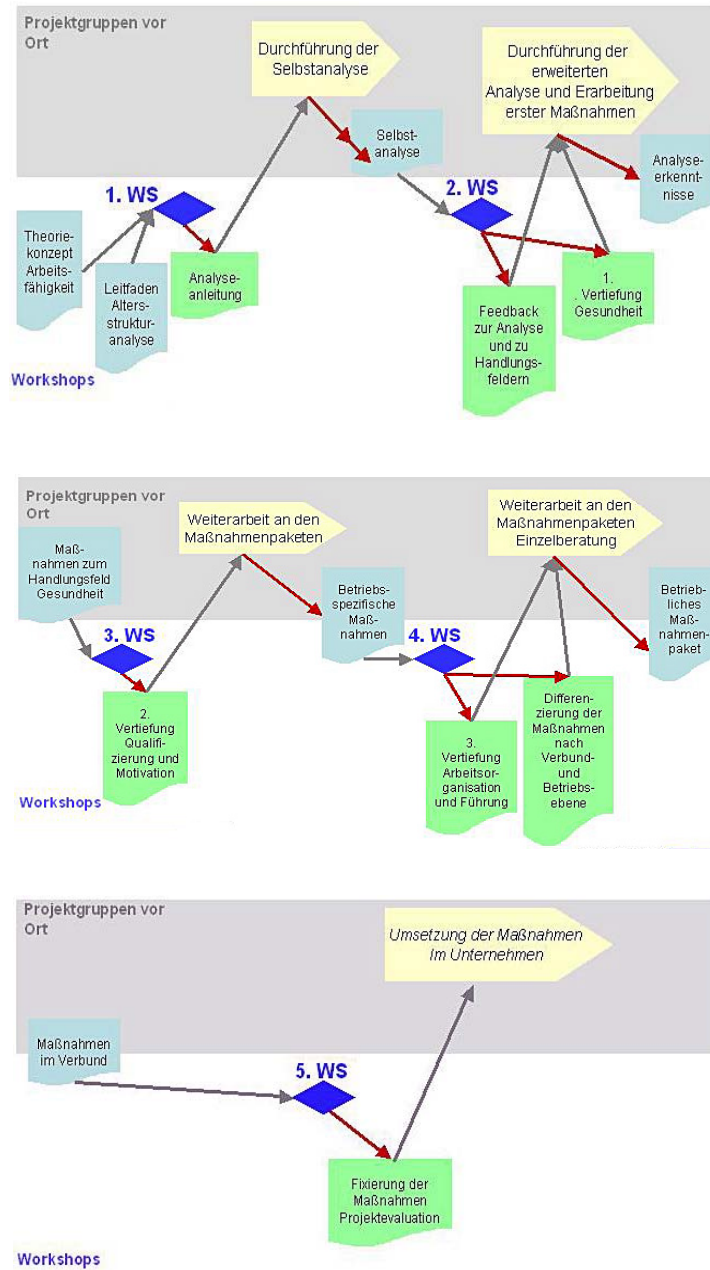 Projektgruppen vor
Ort
Durchführung der
Selbstanalyse
Durchführung der
erweiterten
Analyse und Erarbeitung
erster Maßnahmen
Selbst-
analyse
Analyse-
erkennt-
nisse
1. WS
2. WS
Theorie-
konzept
Arbeits-
fähigkeit
Leitfaden
Alters-
struktur-
analyse
Analyse-
anleitung
Feedback
zur Analyse
und zu
Handlungs-
feldern
1.
. Vertiefung
Gesundheit
Workshops
Projektgruppen vor
Ort
Weiterarbeit an den
Maßnahmenpaketen
Weiterarbeit an den
Maßnahmenpaketen
Einzelberatung
Maß-
nahmen zum
Handlungsfeld
Gesundheit
Betriebs-
spezifische
Maß-
nahmen
Betrieb-
liches
Maß-
nahmen-
paket
3. WS
4. WS
2.
Vertiefung
Qualifi-
zierung und
Motivation
3.
Vertiefung
Arbeitsor-
ganisation
und Führung
Differen-
zierung der
Maßnahmen
nach
Verbund-
und
Betriebs-
ebene
Workshops
Projektgruppen vor
Ort
Umsetzung der Maßnahmen
im Unternehmen
Maßnahmen
im Verbund
5. WS
Fixierung der
Maßnahmen
Projektevaluation
Workshops